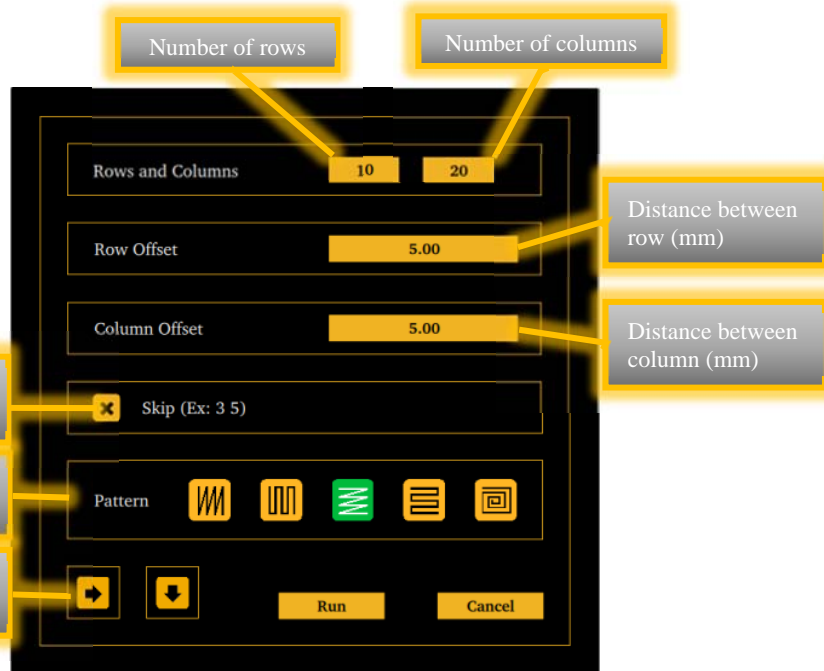 Number of rows
Number of columns
Rows and Columns
10
20
Distance between
row (mm)
Row Offset
5.00
Column Offset
5.00
Distance between
column (mm)
Skip (Ex: 3 5)
Pattern
Run
Cancel